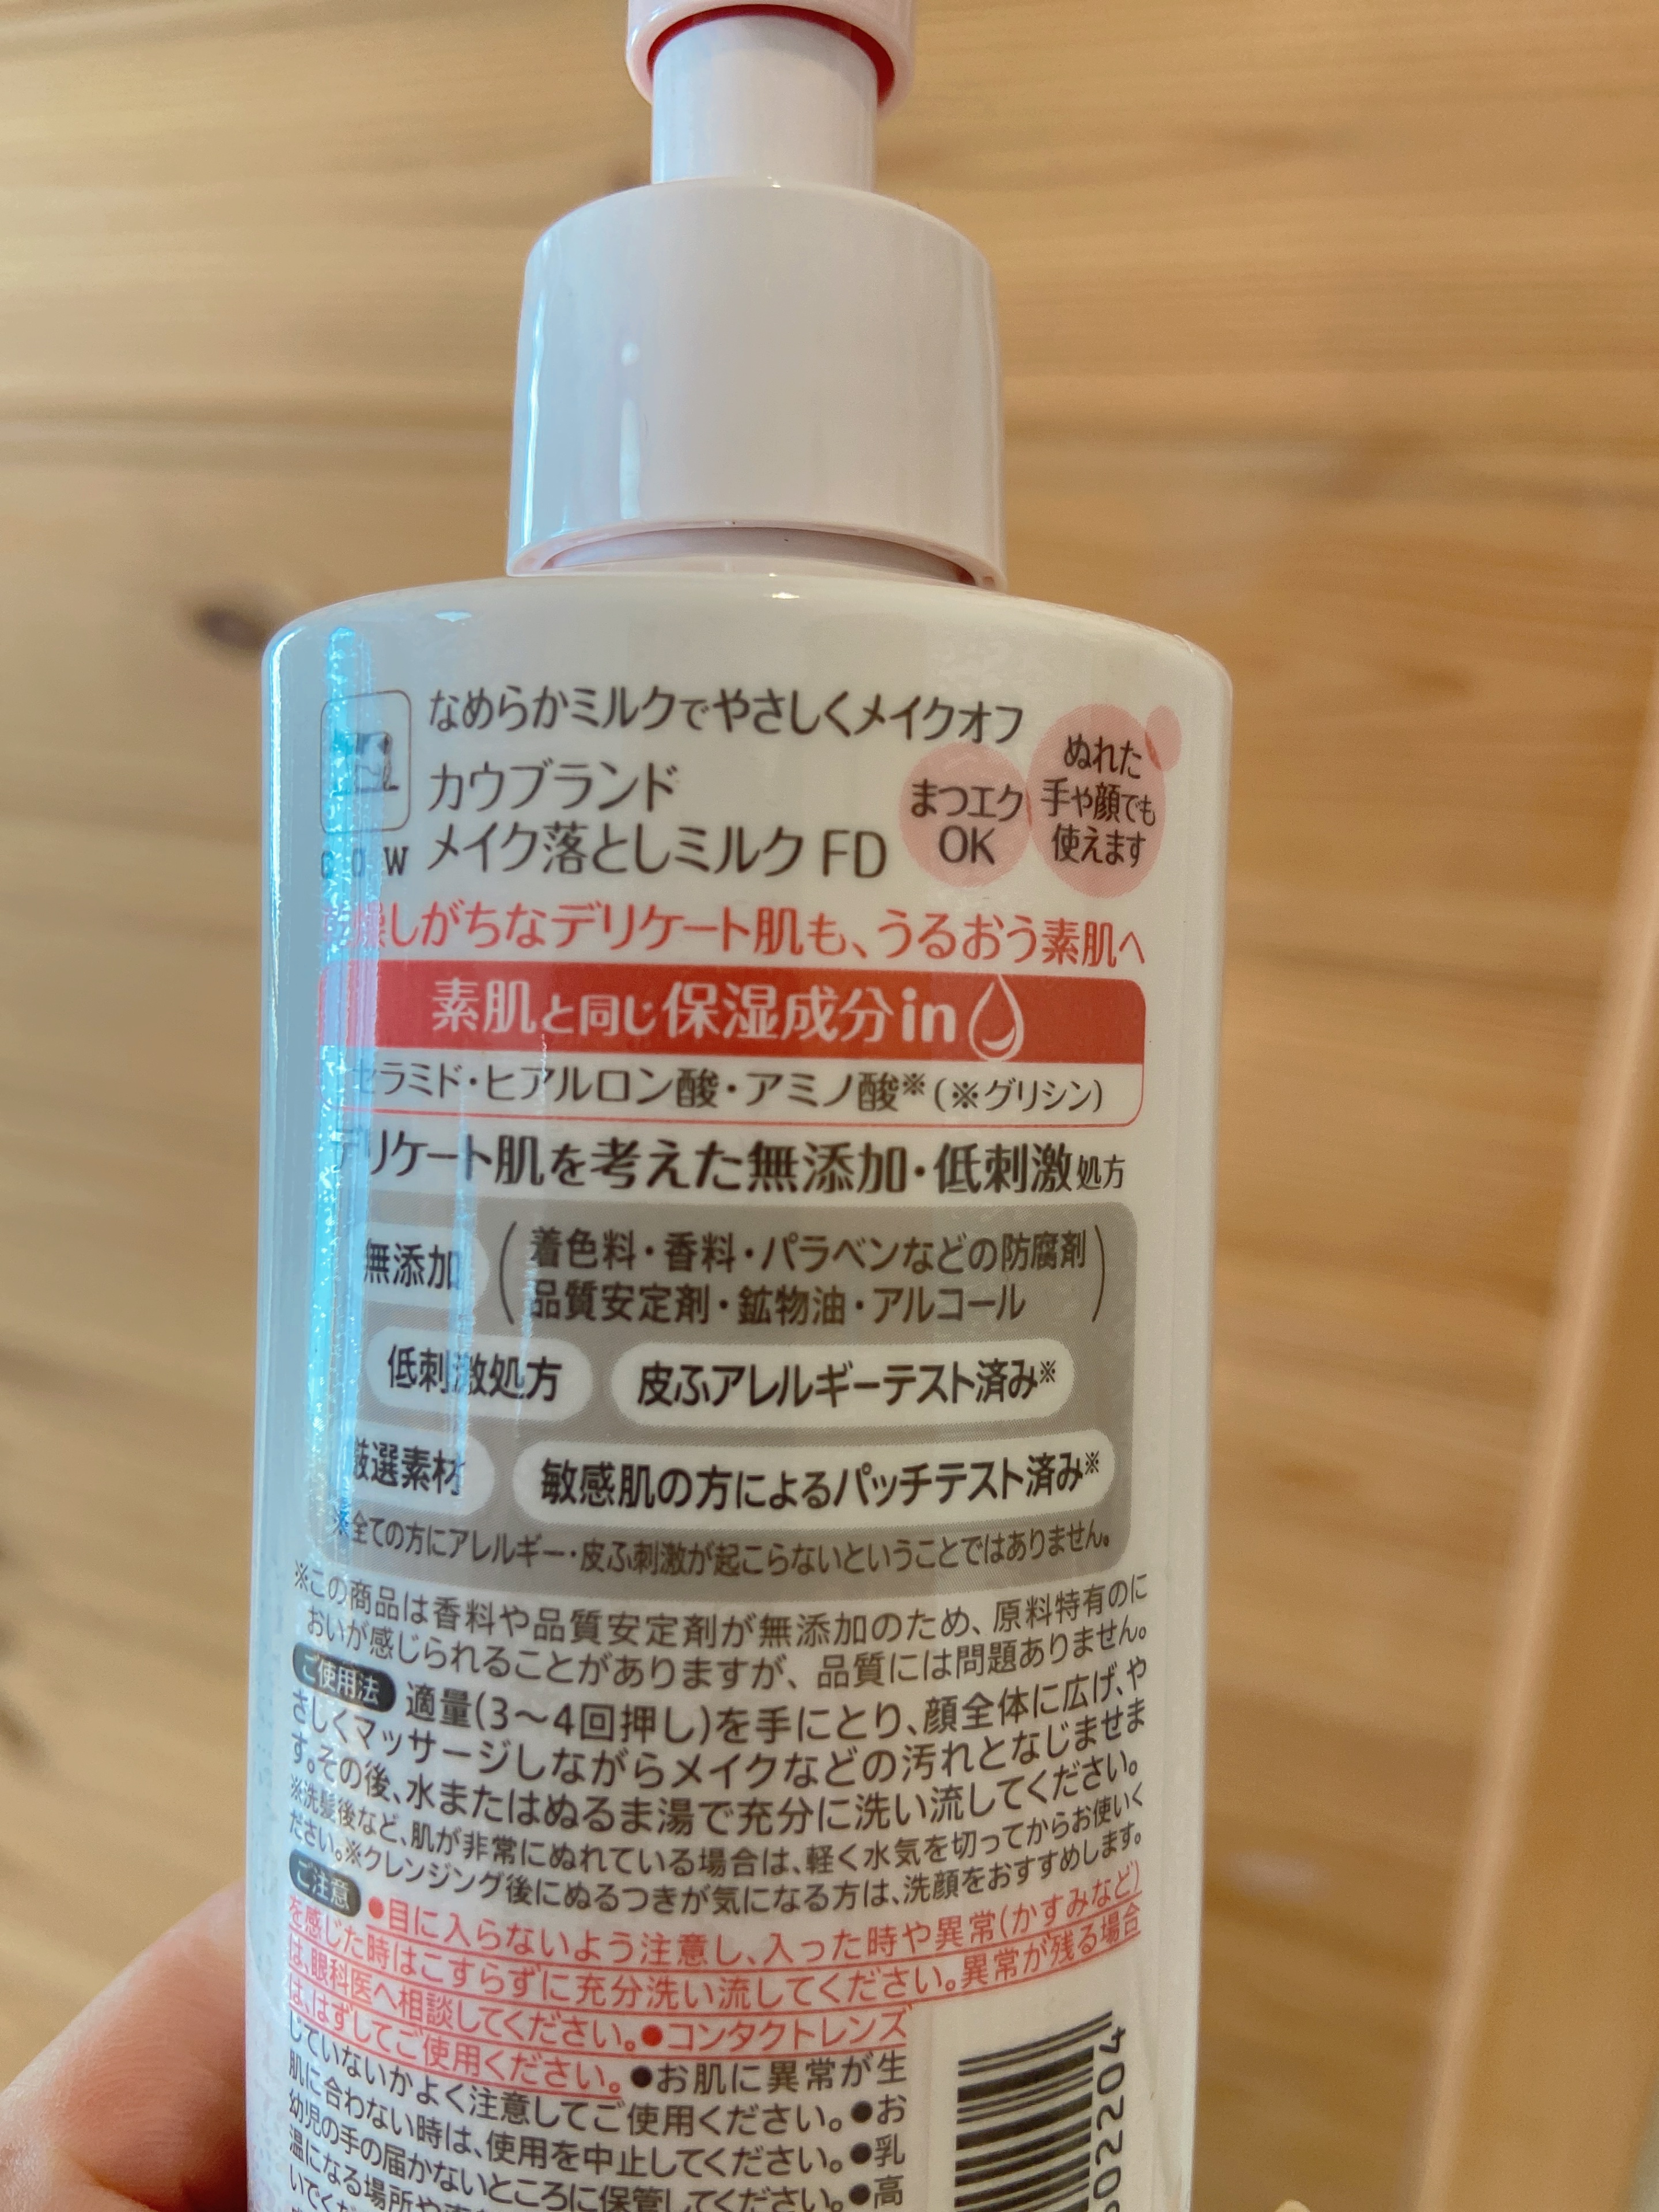 なめらかミルクでやさしくメイクオフ
カウブランド
メイク落としミルク FD
COW
まつエク
OK
ぬれた
手や顔でも
使えます
乾燥しがちなデリケート肌も、うるおう素肌へ
素肌と同じ保湿成分in
セラミド・ヒアルロン酸・アミノ酸※(※グリシン)
デリケート肌を考えた無添加・低刺激処方
無添加
(着色料・香料・パラベンなどの防腐剤
品質安定剤・鉱物油・アルコール)
低刺激処方 皮ふアレルギーテスト済み※
厳選素材 敏感肌の方によるパッチテスト済み※
※全ての方にアレルギー・皮ふ刺激が起こらないということではありません。
※この商品は香料や品質安定剤が無添加のため、原料特有のに
おいが感じられることがありますが、品質には問題ありません。
ご使用法 適量(3〜4回押し)を手にとり、顔全体に広げ、や
さしくマッサージしながらメイクなどの汚れとなじませま
す。その後、水またはぬるま湯で充分に洗い流してください。
※洗髪後など、肌が非常にぬれている場合は、軽く水気を切ってからお使いく
ださい。※クレンジング後にぬるつきが気になる方は、洗顔をおすすめします。
ご注意 ●目に入らないよう注意し、入った時や異常(かすみなど)
を感じた時はこすらずに充分洗い流してください。異常が残る場合
は、眼科医へ相談してください。●コンタクトレンズ
は、はずしてご使用ください。●お肌に異常が生
じていないかよく注意してご使用ください。●お
肌に合わない時は、使用を中止してください。●乳
幼児の手の届かないところに保管してください。●高
温になる場所や
いでくだ
02204